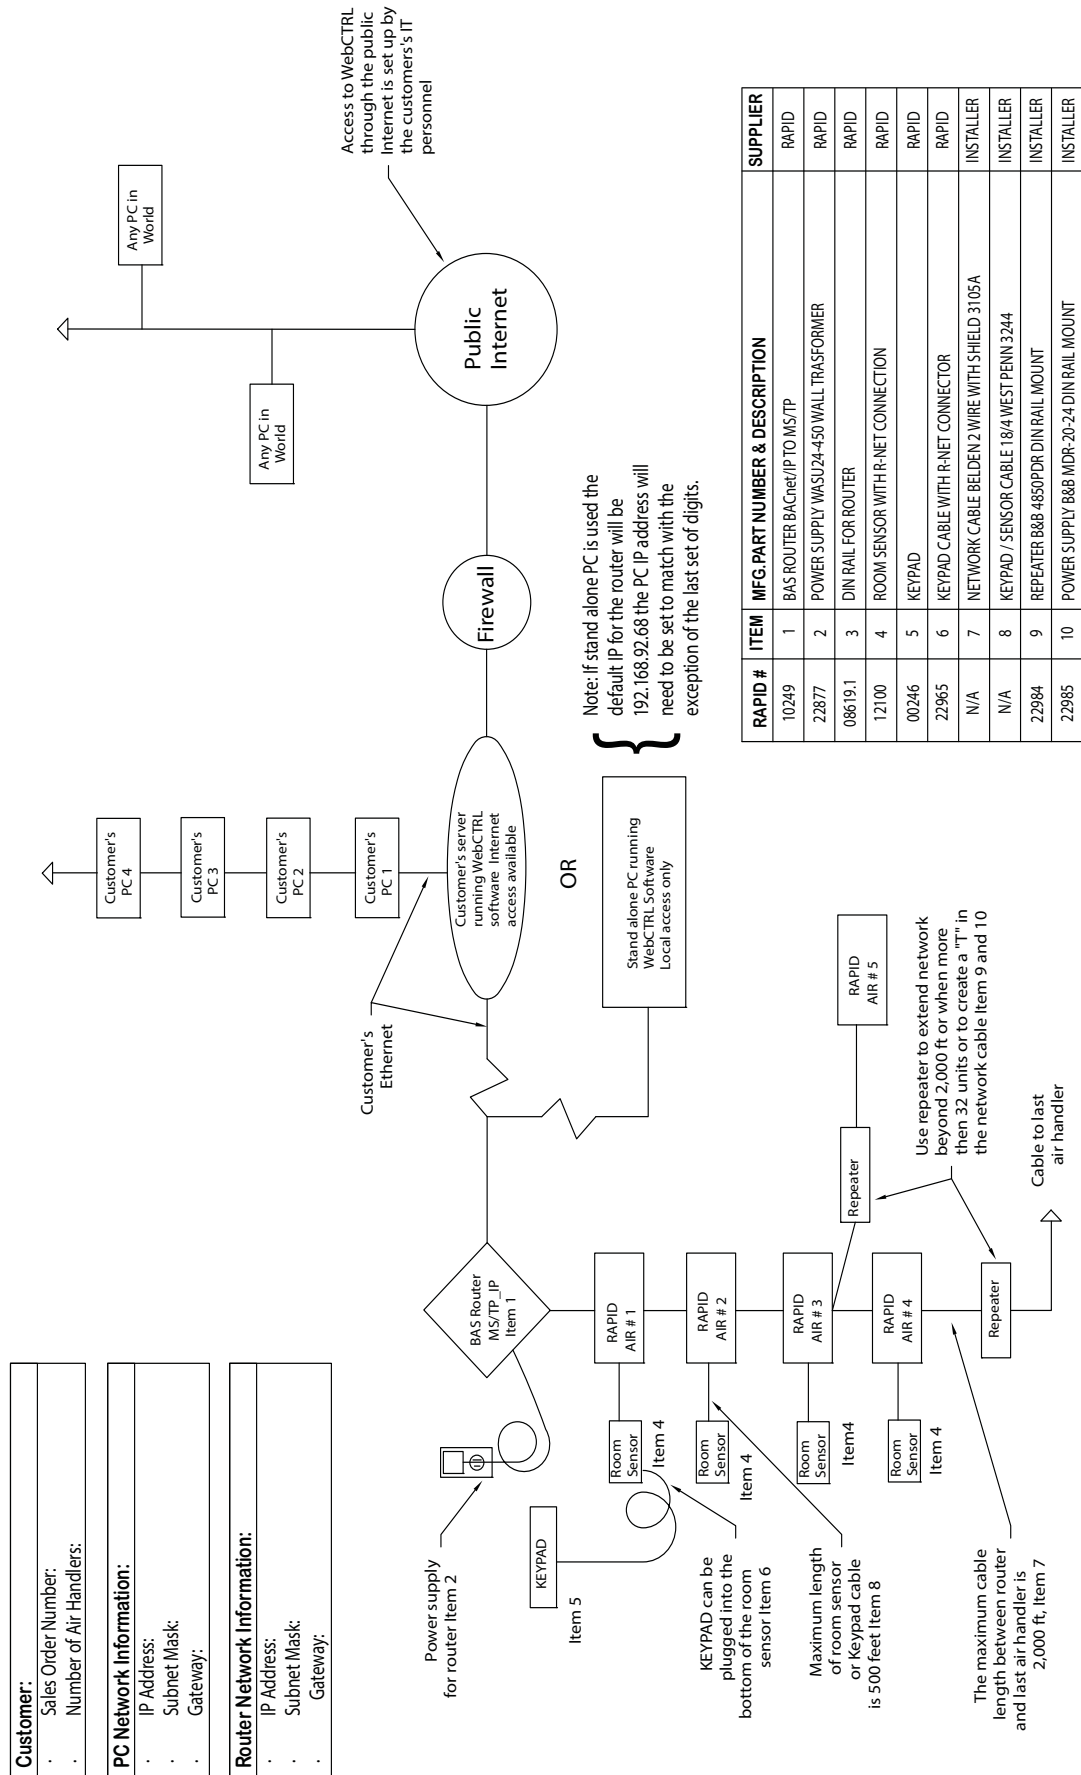 Customer:
· Sales Order Number:
· Number of Air Handlers:
PC Network Information:
· IP Address:
· Subnet Mask:
· Gateway:
Router Network Information:
· IP Address:
· Subnet Mask:
· Gateway:
Power supply
for router Item 2
BAS Router
MS/TP_IP
Item 1
KEYPAD
Item 5
KEYPAD can be
plugged into the
bottom of the room
sensor Item 6
Maximum length
of room sensor
or Keypad cable
is 500 feet Item 8
The maximum cable
length between router
and last air handler is
2,000 ft, Item 7
Room
Sensor
Item 4
Room
Sensor
Item 4
Room
Sensor
Item4
Room
Sensor
Item 4
RAPID
AIR # 1
RAPID
AIR # 2
RAPID
AIR # 3
RAPID
AIR # 4
Repeater
Repeater
RAPID
AIR # 5
Use repeater to extend network
beyond 2,000 ft or when more
then 32 units or to create a "T" in
the network cable Item 9 and 10
Cable to last
air handler
Customer's
Ethernet
Customer's
PC 4
Customer's
PC 3
Customer's
PC 2
Customer's
PC 1
Customer's server
running WebCTRL
software Internet
access available
OR
Stand alone PC running
WebCTRL Software
Local access only
Note: If stand alone PC is used the
default IP for the router will be
192.168.92.68 the PC IP address will
need to be set to match with the
exception of the last set of digits.
Firewall
Public
Internet
Any PC in
World
Any PC in
World
Access to WebCTRL
through the public
Internet is set up by
the customers's IT
personnel
RAPID # ITEM MFG.PART NUMBER & DESCRIPTION SUPPLIER
10249 1 BAS ROUTER BACnet/IP TO MS/TP RAPID
22877 2 POWER SUPPLY WASU24-450 WALL TRASFORMER RAPID
08619.1 3 DIN RAIL FOR ROUTER RAPID
12100 4 ROOM SENSOR WITH R-NET CONNECTION RAPID
00246 5 KEYPAD RAPID
22965 6 KEYPAD CABLE WITH R-NET CONNECTOR RAPID
N/A 7 NETWORK CABLE BELDEN 2 WIRE WITH SHIELD 3105A INSTALLER
N/A 8 KEYPAD / SENSOR CABLE 18/4 WEST PENN 3244 INSTALLER
22984 9 REPEATER B&B 4850PDR DIN RAIL MOUNT INSTALLER
22985 10 POWER SUPPLY B&B MDR-20-24 DIN RAIL MOUNT INSTALLER